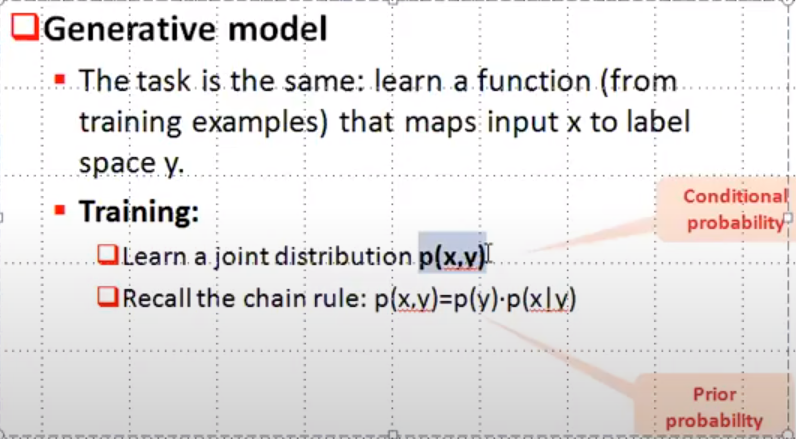 Generative model
The task is the same: learn a function (from
training examples) that maps input x to label
space y.
Training:
Conditional
probability
Learn a joint distribution p(x,y)
Recall the chain rule: p(x,y)=p(y)·p(x|y)
Prior
probability